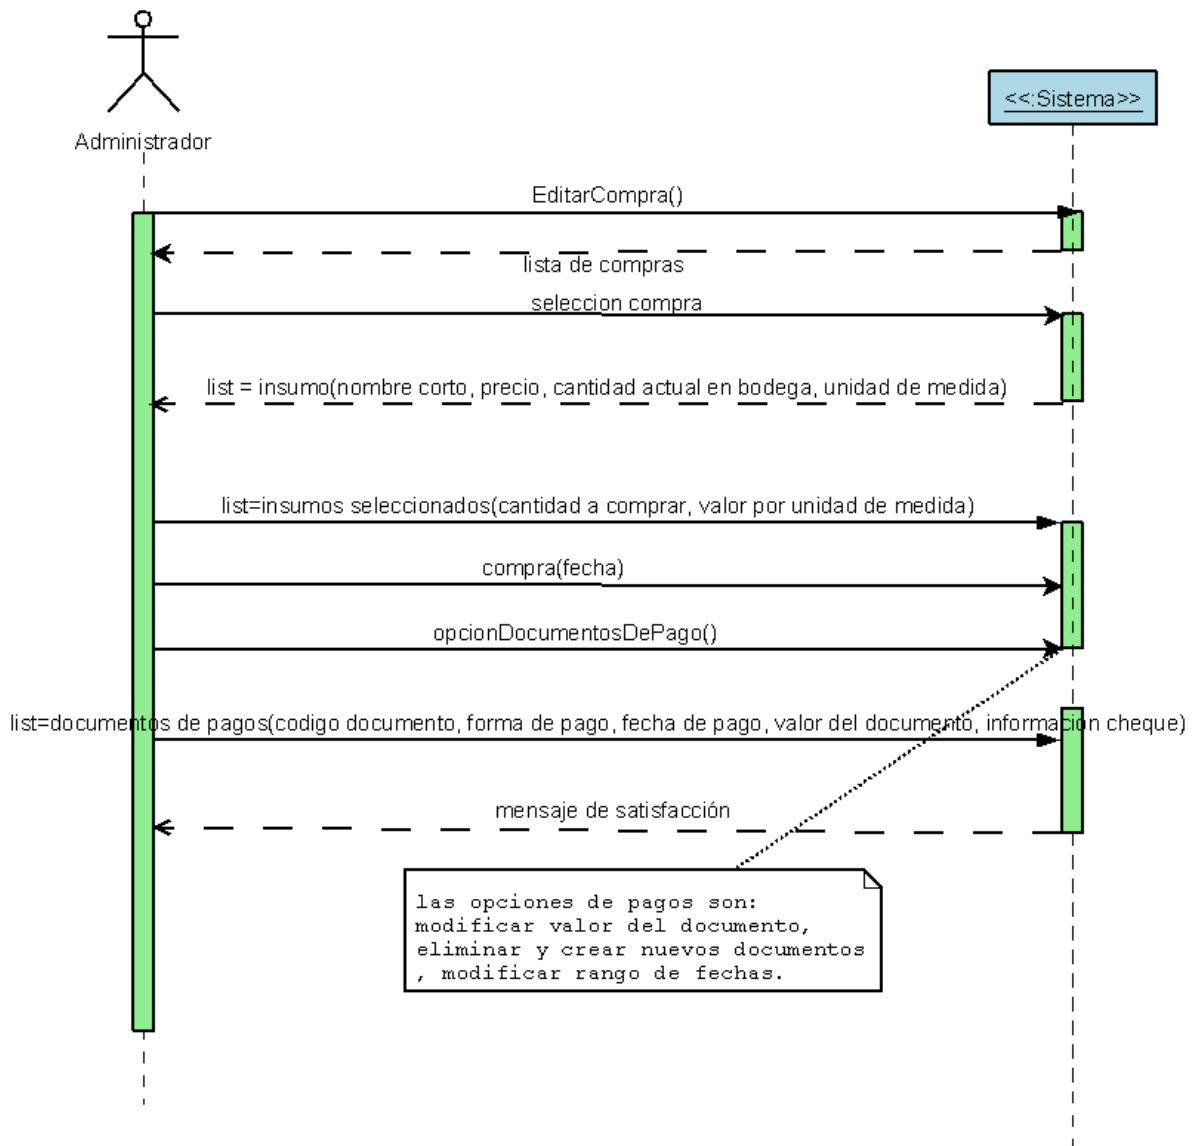 <<:Sistema>>
Administrador
EditarCompra()
lista de compras
seleccion compra
list = insumo(nombre corto, precio, cantidad actual en bodega, unidad de medida)
list=insumos seleccionados(cantidad a comprar, valor por unidad de medida)
compra(fecha)
opcionDocumentosDePago()
list=documentos de pagos(codigo documento, forma de pago, fecha de pago, valor del documento, informacion cheque)
mensaje de satisfacción
las opciones de pagos son:
modificar valor del documento,
eliminar y crear nuevos documentos
, modificar rango de fechas.